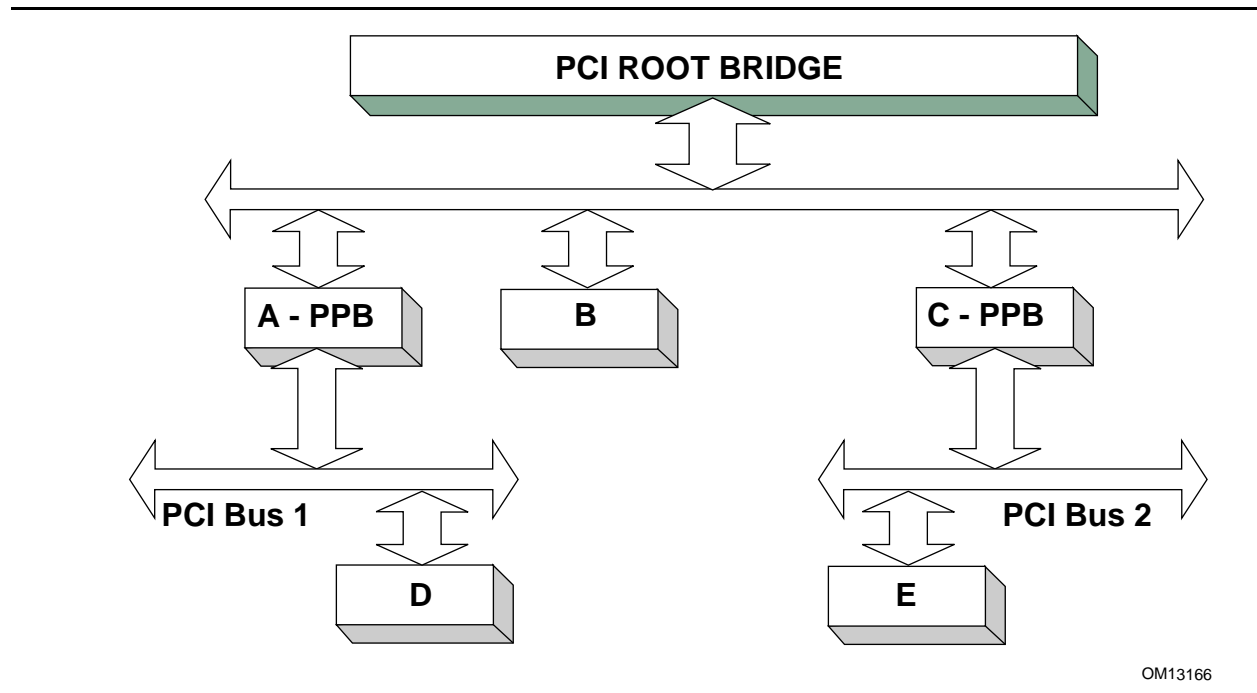 PCI ROOT BRIDGE
A - PPB
B
C - PPB
PCI Bus 1
PCI Bus 2
D
E
OM13166